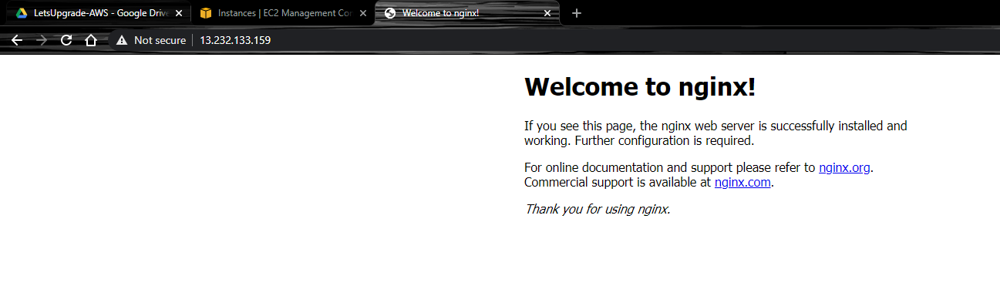 LetsUpgrade-AWS - Google Drive
Instances | EC2 Management Cor
Welcome to nginx!
Not secure
13.232.133.159
Welcome to nginx!
If you see this page, the nginx web server is successfully installed and
working. Further configuration is required.
For online documentation and support please refer to nginx.org.
Commercial support is available at nginx.com.
Thank you for using nginx.